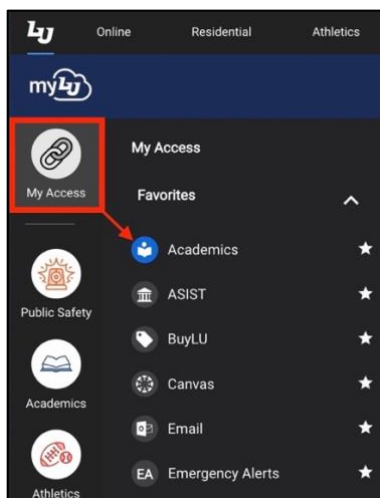 LU
Online
Residential
Athletics
myLU
My Access
My Access
Favorites
Academics
ASIST
Public Safety
BuyLU
Canvas
Academics
Email
EA
Emergency Alerts
Athletics